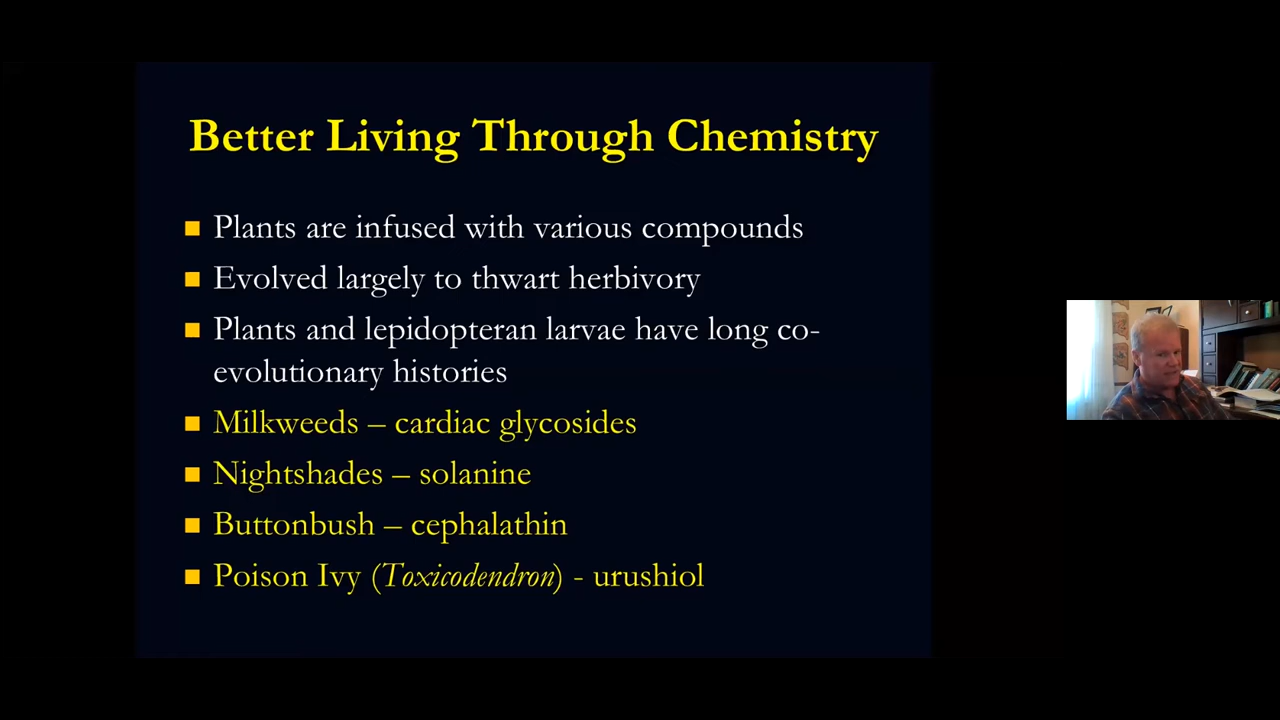 Better Living Through Chemistry
Plants are infused with various compounds
Evolved largely to thwart herbivory
Plants and lepidopteran larvae have long co-
evolutionary histories
Milkweeds – cardiac glycosides
Nightshades – solanine
Buttonbush – cephalathin
Poison Ivy (Toxicodendron) - urushiol